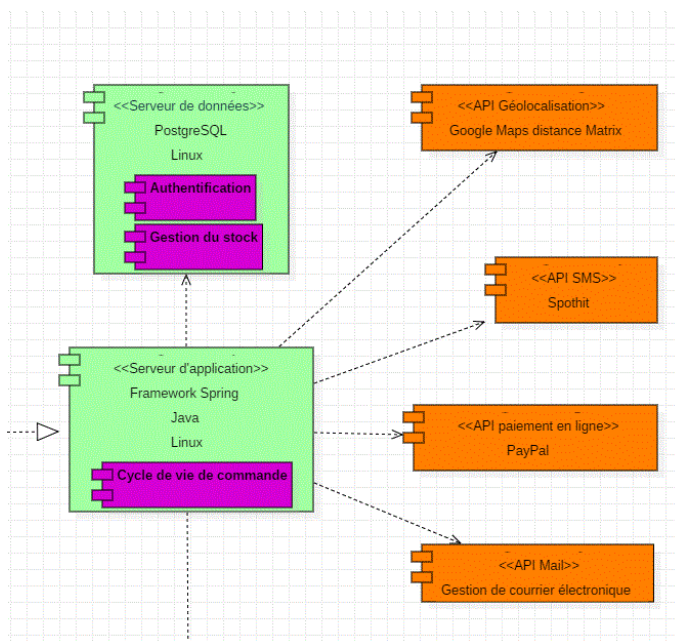 <<Serveur de données>>
PostgreSQL
Linux
Authentification
Gestion du stock
<<API Géolocalisation>>
Google Maps distance Matrix
<<API SMS>>
Spothit
<<Serveur d'application>>
Framework Spring
Java
Linux
Cycle de vie de commande
<<API paiement en ligne>>
PayPal
<<API Mail>>
Gestion de courrier électronique